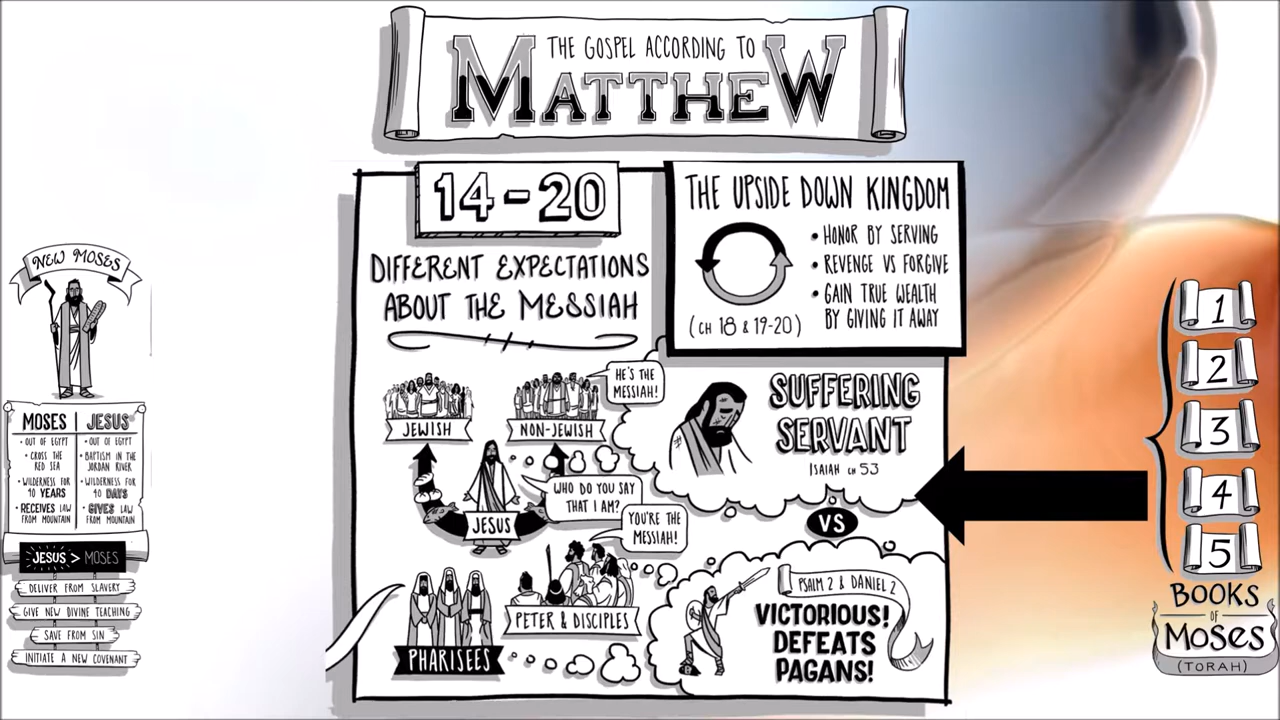 THE GOSPEL ACCORDING TO
MATTHEW
14-20
DIFFERENT EXPECTATIONS
ABOUT THE MESSIAH
THE UPSIDE DOWN KINGDOM
• HONOR BY SERVING
• REVENGE VS FORGIVE
• GAIN TRUE WEALTH
BY GIVING IT AWAY
(CH 18 & 19-20)
HE'S THE
MESSIAH!
JEWISH
NON-JEWISH
SUFFERING
SERVANT
ISAIAH CH 53
WHO DO YOU SAY
THAT I AM?
JESUS
YOU'RE THE
MESSIAH!
VS
PSALM 2 & DANIEL 2
VICTORIOUS!
DEFEATS
PAGANS!
PETER & DISCIPLES
PHARISEES
NEW MOSES
MOSES | JESUS
• OUT OF EGYPT
• CROSS THE
RED SEA
• WILDERNESS FOR
40 YEARS
• RECEIVES LAW
FROM MOUNTAIN
• OUT OF EGYPT
• BAPTISM IN THE
JORDAN RIVER
• WILDERNESS FOR
40 DAYS
• GIVES LAW
FROM MOUNTAIN
JESUS > MOSES
DELIVER FROM SLAVERY
GIVE NEW DIVINE TEACHING
SAVE FROM SIN
INITIATE A NEW COVENANT
1
2
3
4
5
BOOKS
OF
MOSES
(TORAH)